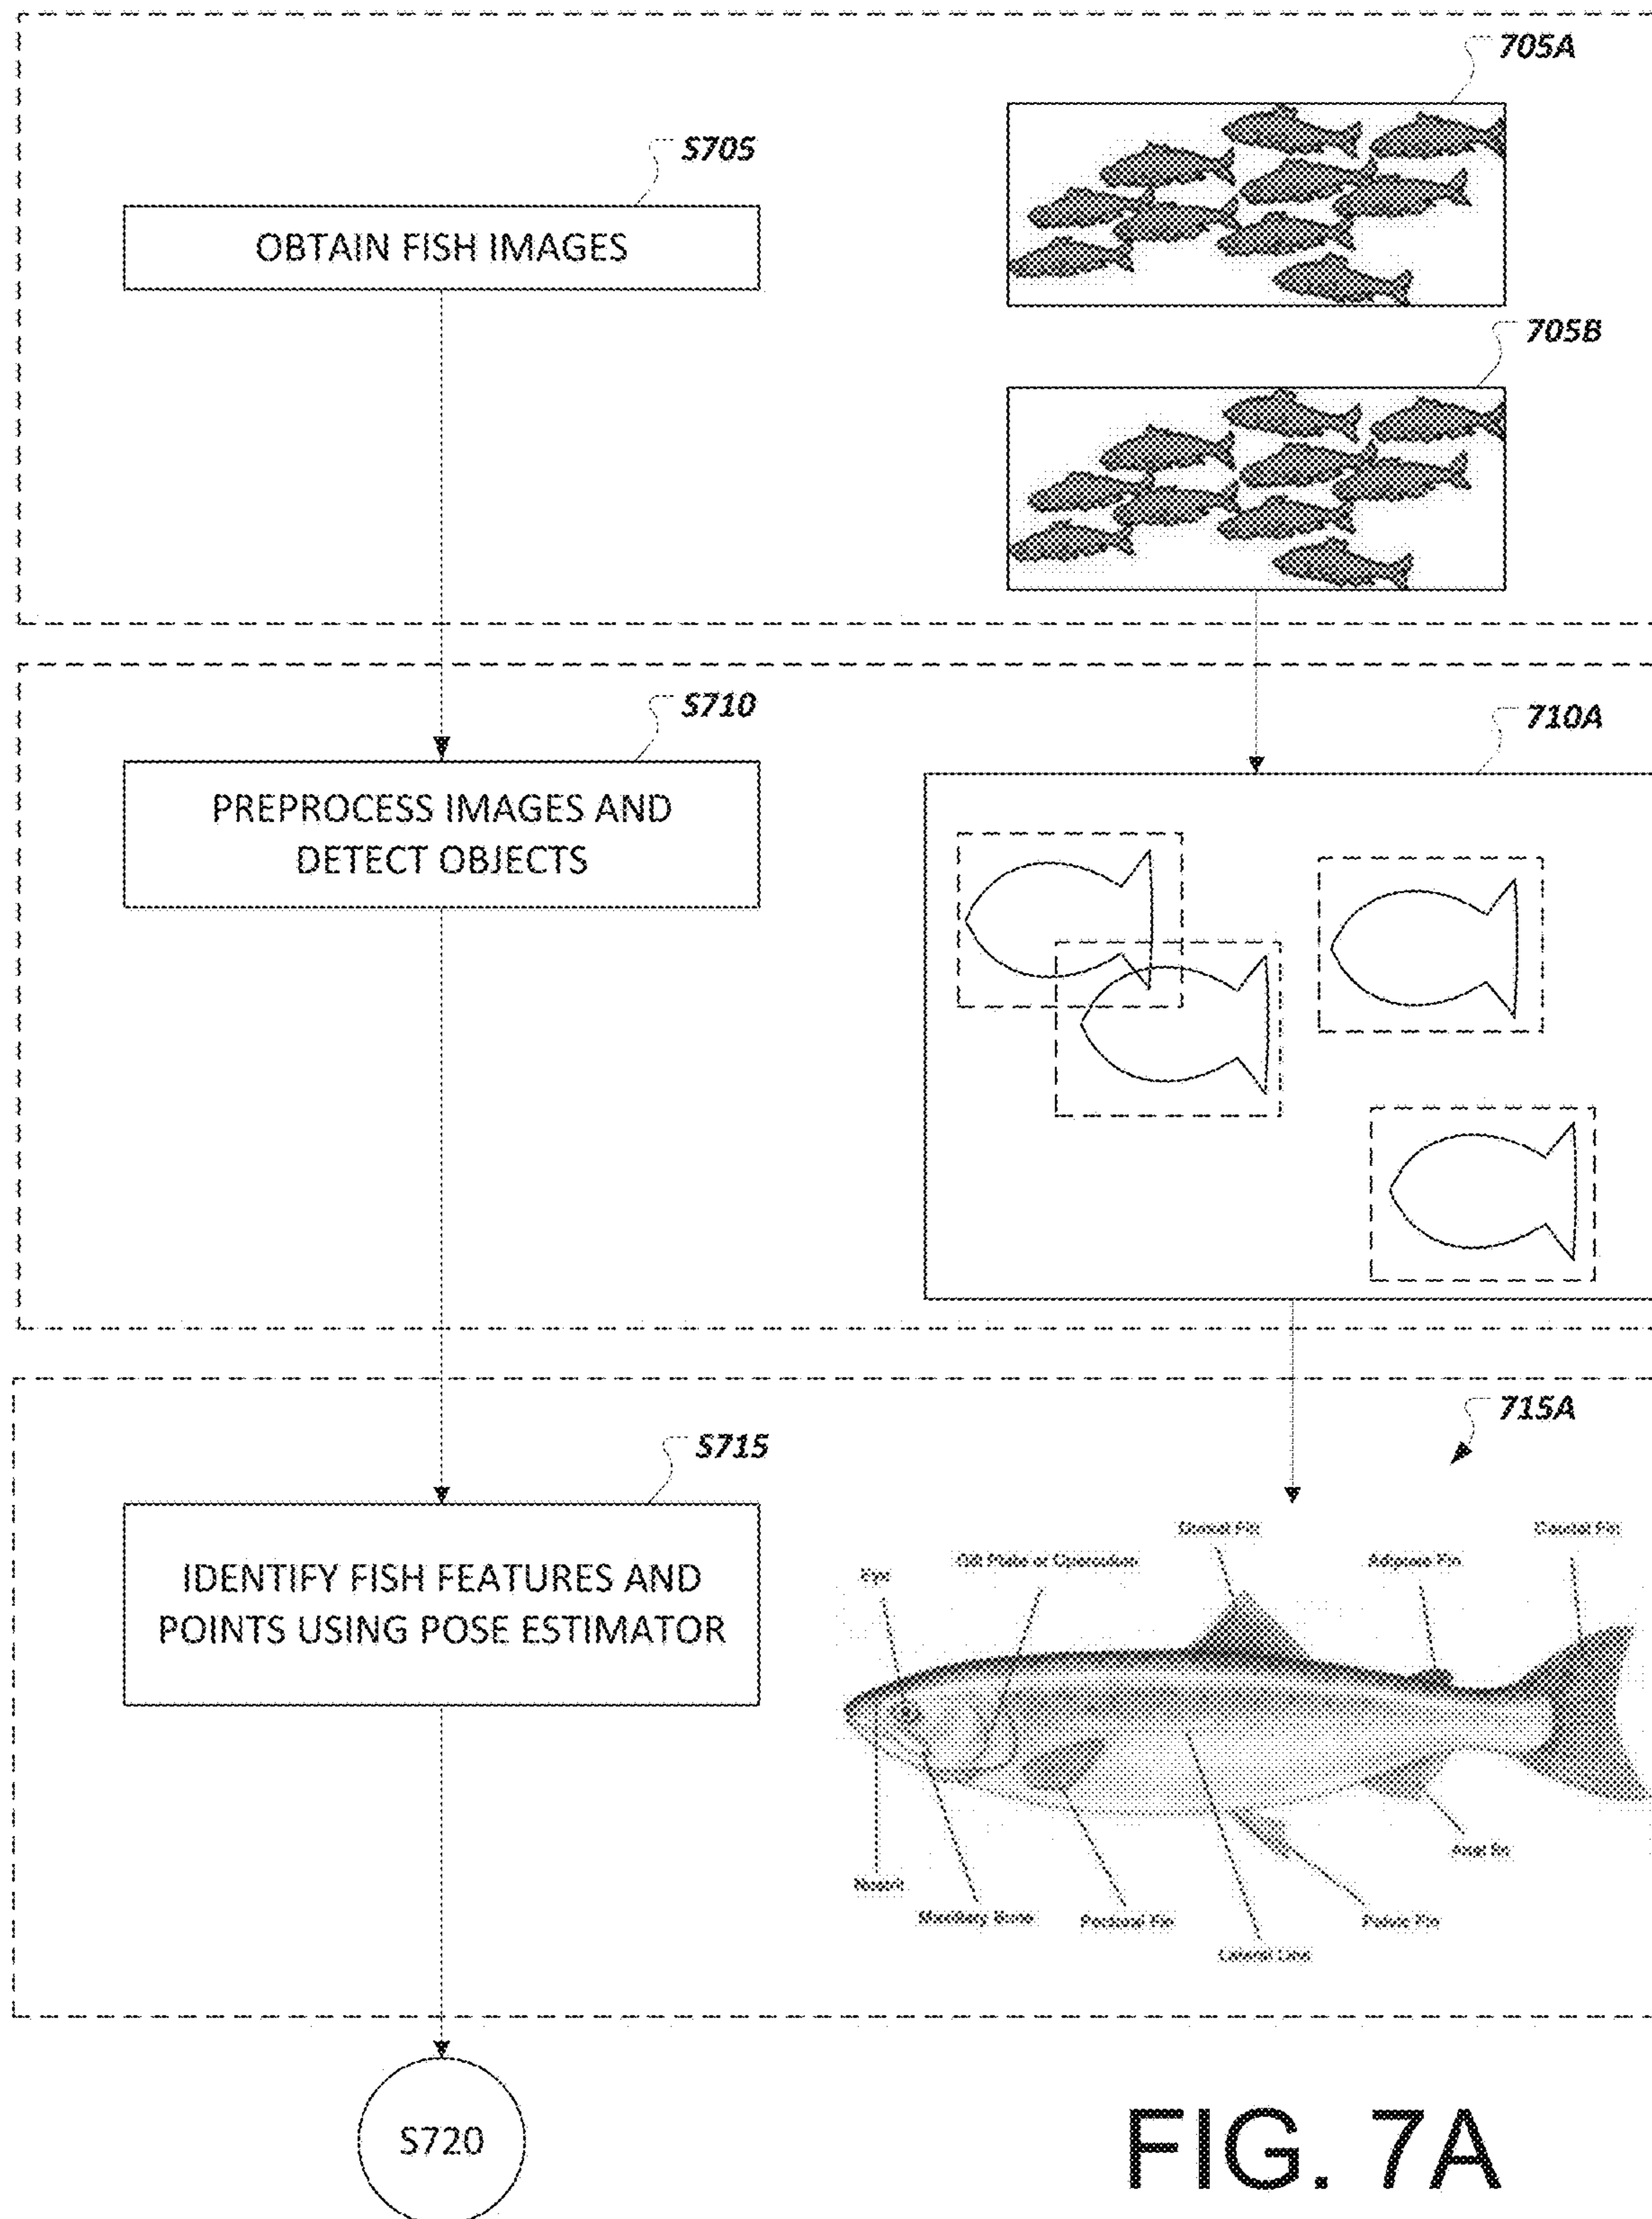 705A
S705
OBTAIN FISH IMAGES
705B
S710
710A
PREPROCESS IMAGES AND
DETECT OBJECTS
715A
S715
IDENTIFY FISH FEATURES AND
POINTS USING POSE ESTIMATOR
Dorsal Fin
Caudal Fin
Gill Plate or Operculum
Adipose Fin
Eye
Anal fin
Nostril
Maxillary Bone
Pectoral Fin
Pelvic Fin
Lateral Line
S720
FIG. 7A